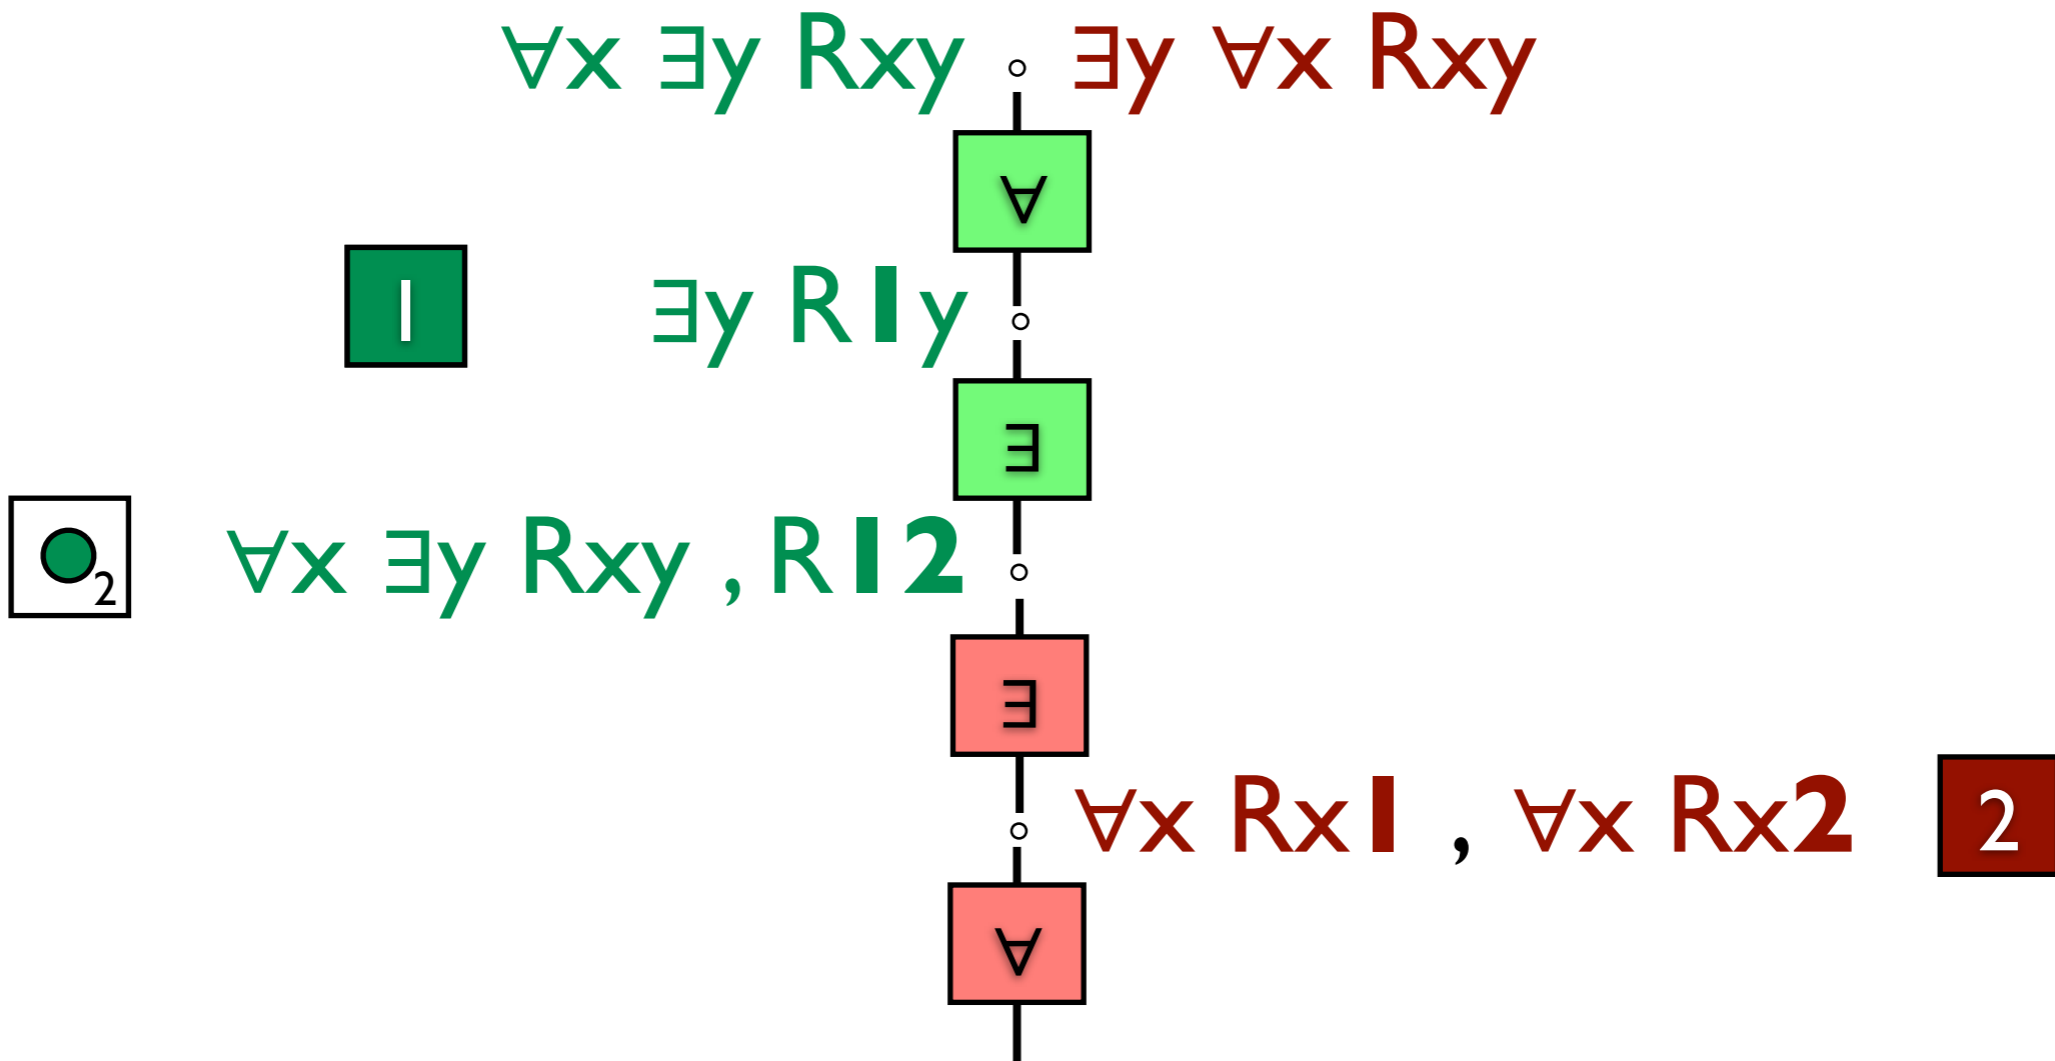 ∀x ∃y Rxy ∘ ∃y ∀x Rxy
∀
1 ∃y R1y ∘
∃
2 ∀x ∃y Rxy , R12 ∘
∃
∘ ∀x Rx1 , ∀x Rx2 2
∀